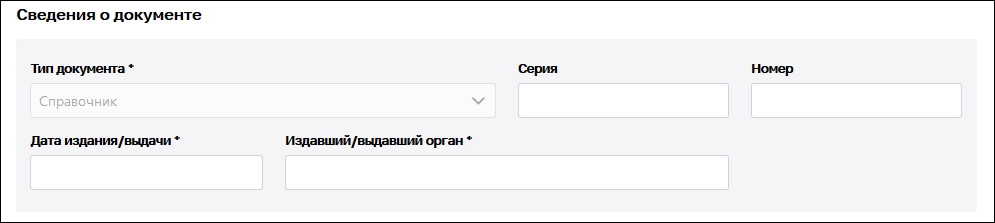 Сведения о документе
Тип документа * Серия Номер
Справочник
Дата издания/выдачи * Издавший/выдавший орган *